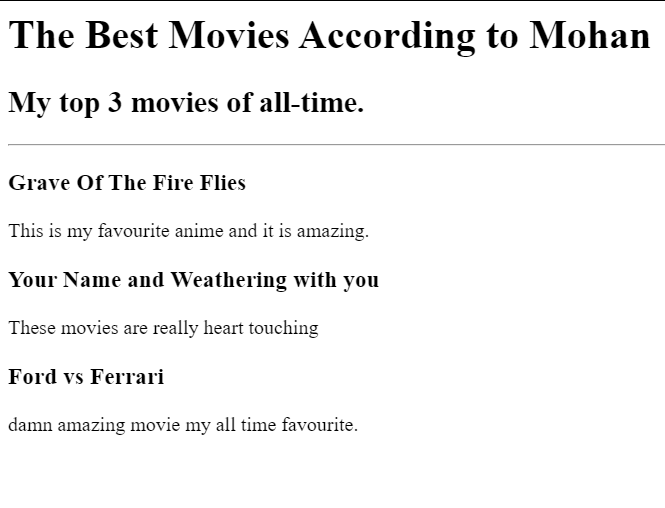 The Best Movies According to Mohan
My top 3 movies of all-time.
Grave Of The Fire Flies
This is my favourite anime and it is amazing.
Your Name and Weathering with you
These movies are really heart touching
Ford vs Ferrari
damn amazing movie my all time favourite.